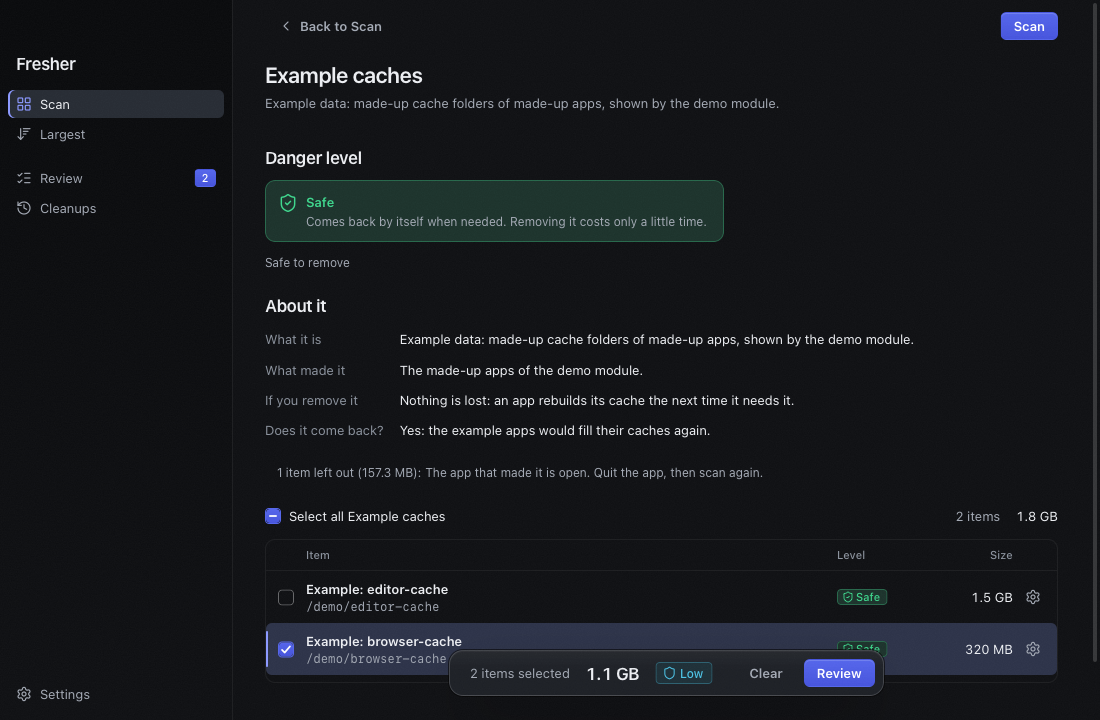 Back to Scan
Scan
Fresher
Scan
Largest
Review 2
Cleanups
Settings
Example caches
Example data: made-up cache folders of made-up apps, shown by the demo module.
Danger level
Safe
Comes back by itself when needed. Removing it costs only a little time.
Safe to remove
About it
What it is Example data: made-up cache folders of made-up apps, shown by the demo module.
What made it The made-up apps of the demo module.
If you remove it Nothing is lost: an app rebuilds its cache the next time it needs it.
Does it come back? Yes: the example apps would fill their caches again.
1 item left out (157.3 MB): The app that made it is open. Quit the app, then scan again.
Select all Example caches 2 items 1.8 GB
Item Level Size
Example: editor-cache
/demo/editor-cache
Safe 1.5 GB
Example: browser-cache
/demo/browser-cache
Safe 320 MB
2 items selected 1.1 GB Low Clear Review